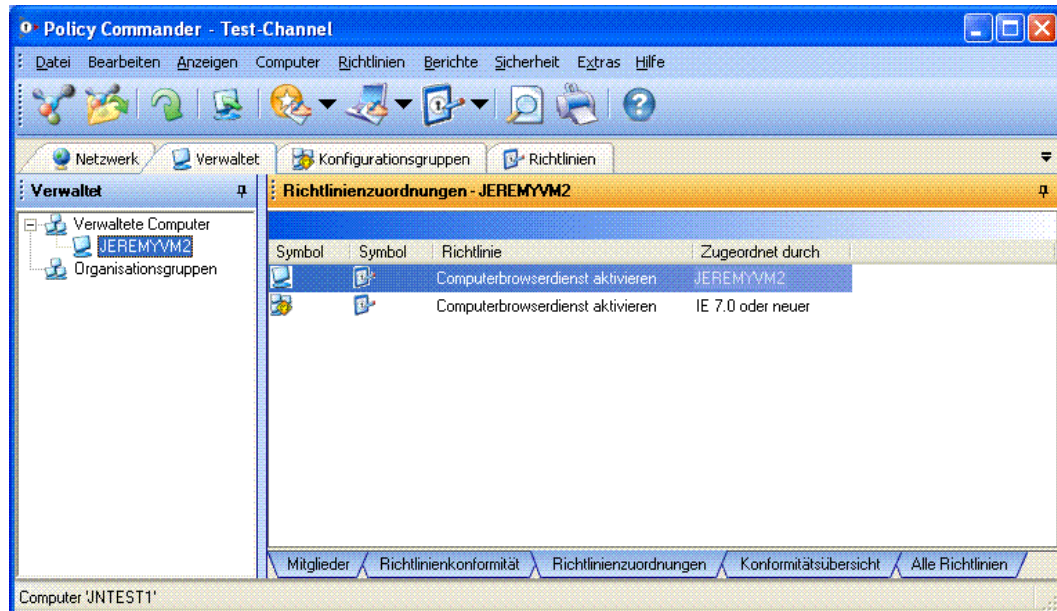 Policy Commander - Test-Channel
Datei Bearbeiten Anzeigen Computer Richtlinien Berichte Sicherheit Extras Hilfe
Netzwerk Verwaltet Konfigurationsgruppen Richtlinien
Verwaltet
Richtlinienzuordnungen - JEREMYVM2
Verwaltete Computer
JEREMYVM2
Organisationsgruppen
Symbol Symbol Richtlinie Zugeordnet durch
Computerbrowserdienst aktivieren JEREMYVM2
Computerbrowserdienst aktivieren IE 7.0 oder neuer
Mitglieder Richtlinienkonformität Richtlinienzuordnungen Konformitätsübersicht Alle Richtlinien
Computer 'JNTEST1'